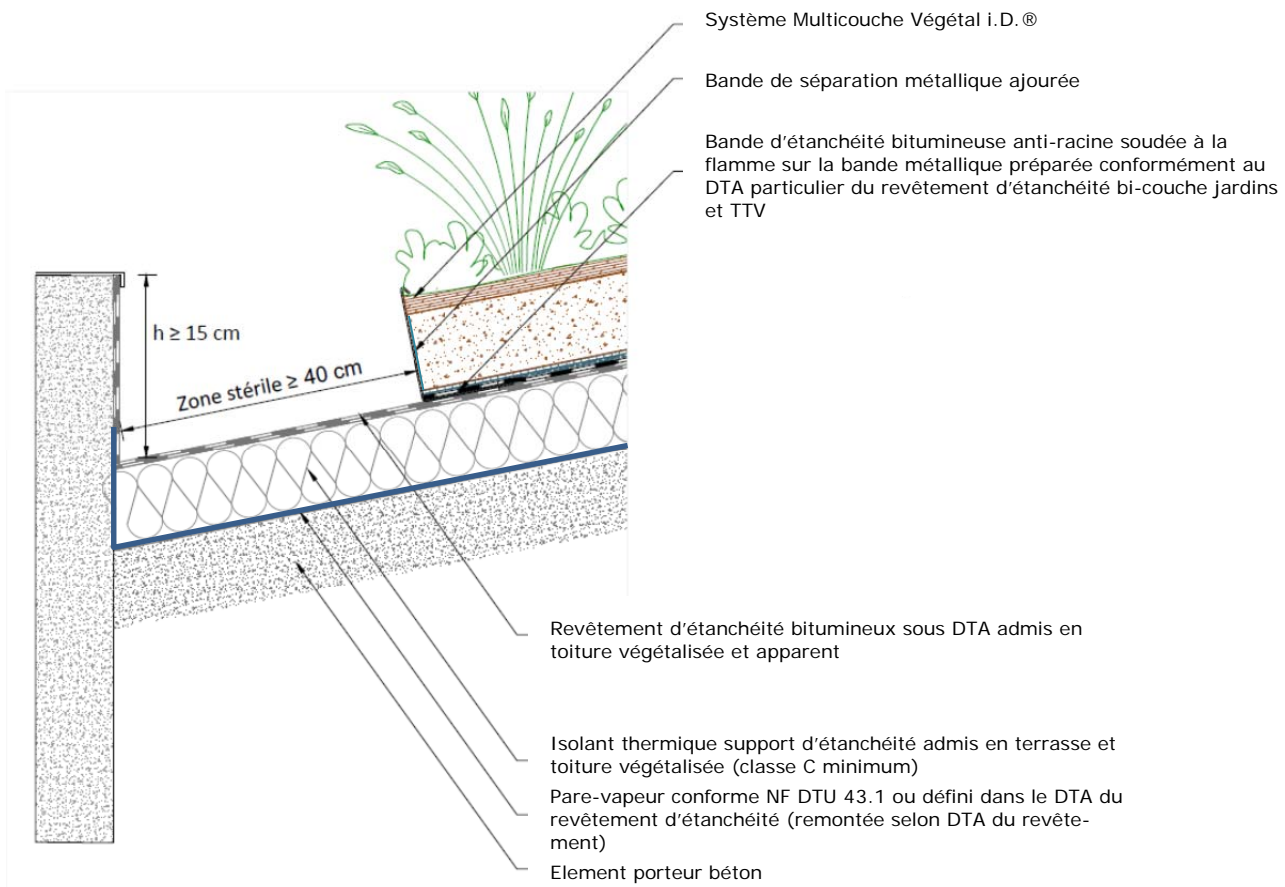 Système Multicouche Végétal i.D.®
Bande de séparation métallique ajourée
Bande d'étanchéité bitumineuse anti-racine soudée à la
flamme sur la bande métallique préparée conformément au
DTA particulier du revêtement d'étanchéité bi-couche jardins
et TTV
h ≥ 15 cm
Zone stérile ≥ 40 cm
Revêtement d'étanchéité bitumineux sous DTA admis en
toiture végétalisée et apparent
Isolant thermique support d'étanchéité admis en terrasse et
toiture végétalisée (classe C minimum)
Pare-vapeur conforme NF DTU 43.1 ou défini dans le DTA du
revêtement d'étanchéité (remontée selon DTA du revête-
ment)
Element porteur béton